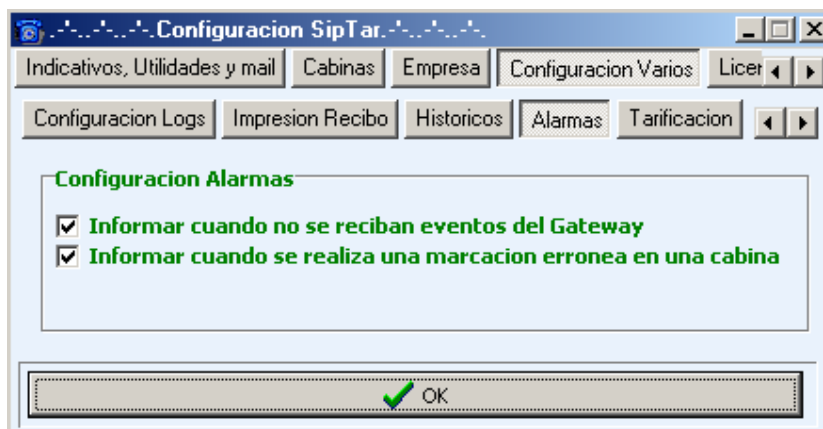 .-'-..-'-..-'-.Configuracion SipTar.-'-..-'-..-'-.
Indicativos, Utilidades y mail Cabinas Empresa Configuracion Varios
Configuracion Logs Impresion Recibo Historicos Alarmas Tarificacion
Configuracion Alarmas
Informar cuando no se reciban eventos del Gateway
Informar cuando se realiza una marcacion erronea en una cabina
OK